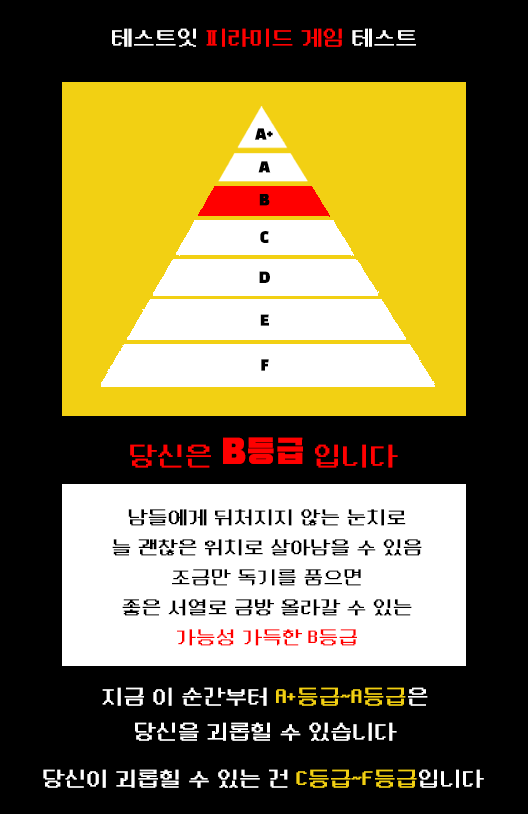 테스트잇 피라미드 게임 테스트
A+
A
B
C
D
E
F
당신은 B등급 입니다
남들에게 뒤처지지 않는 눈치로
늘 괜찮은 위치로 살아남을 수 있음
조금만 독기를 품으면
좋은 서열로 금방 올라갈 수 있는
가능성 가득한 B등급
지금 이 순간부터 A+등급~A등급은
당신을 괴롭힐 수 있습니다
당신이 괴롭힐 수 있는 건 C등급~F등급입니다